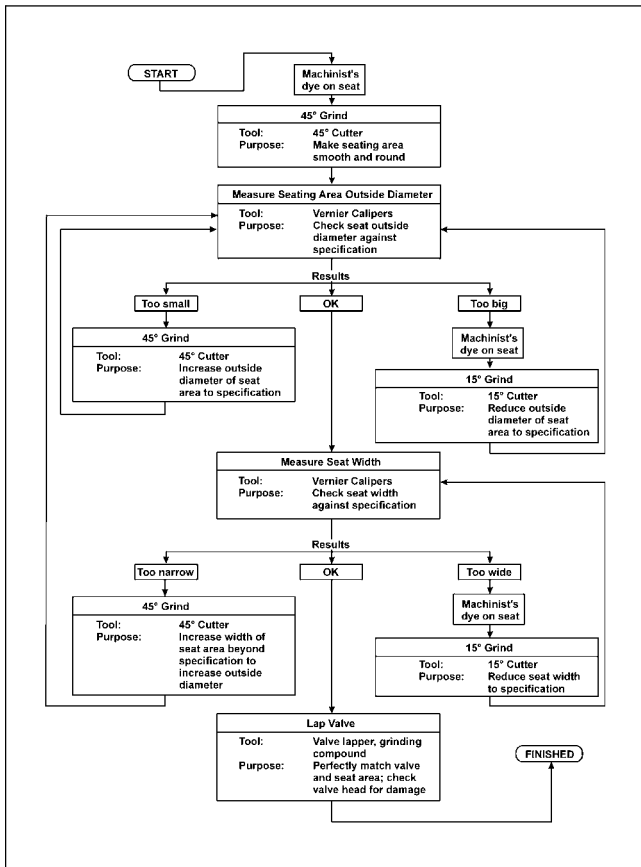 START
Machinist's
dye on seat
45° Grind
Tool: 45° Cutter
Purpose: Make seating area
smooth and round
Measure Seating Area Outside Diameter
Tool: Vernier Calipers
Purpose: Check seat outside
diameter against
specification
Results
Too small
OK
Too big
45° Grind
Tool: 45° Cutter
Purpose: Increase outside
diameter of seat
area to specification
Machinist's
dye on seat
15° Grind
Tool: 15° Cutter
Purpose: Reduce outside
diameter of seat
area to specification
Measure Seat Width
Tool: Vernier Calipers
Purpose: Check seat width
against specification
Results
Too narrow
OK
Too wide
45° Grind
Tool: 45° Cutter
Purpose: Increase width of
seat area beyond
specification to
increase outside
diameter
Machinist's
dye on seat
15° Grind
Tool: 15° Cutter
Purpose: Reduce seat width
to specification
Lap Valve
Tool: Valve lapper, grinding
compound
Purpose: Perfectly match valve
and seat area; check
valve head for damage
FINISHED